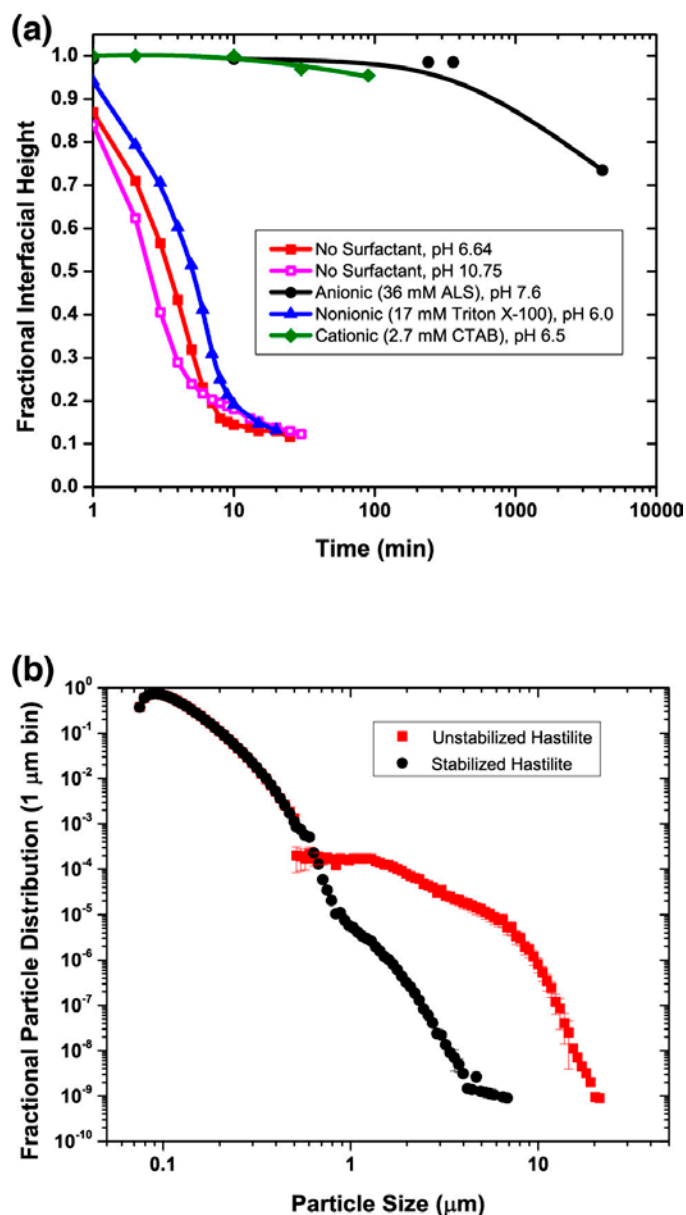 (a)
1.0
0.9
0.8
0.7
0.6
0.5
0.4
0.3
0.2
0.1
0.0
Fractional Interfacial Height
No Surfactant, pH 6.64
No Surfactant, pH 10.75
Anionic (36 mM ALS), pH 7.6
Nonionic (17 mM Triton X-100), pH 6.0
Cationic (2.7 mM CTAB), pH 6.5
1 10 100 1000 10000
Time (min)
(b)
10⁰
10⁻¹
10⁻²
10⁻³
10⁻⁴
10⁻⁵
10⁻⁶
10⁻⁷
10⁻⁸
10⁻⁹
10⁻¹⁰
Fractional Particle Distribution (1 μm bin)
Unstabilized Hastilite
Stabilized Hastilite
0.1 1 10
Particle Size (μm)